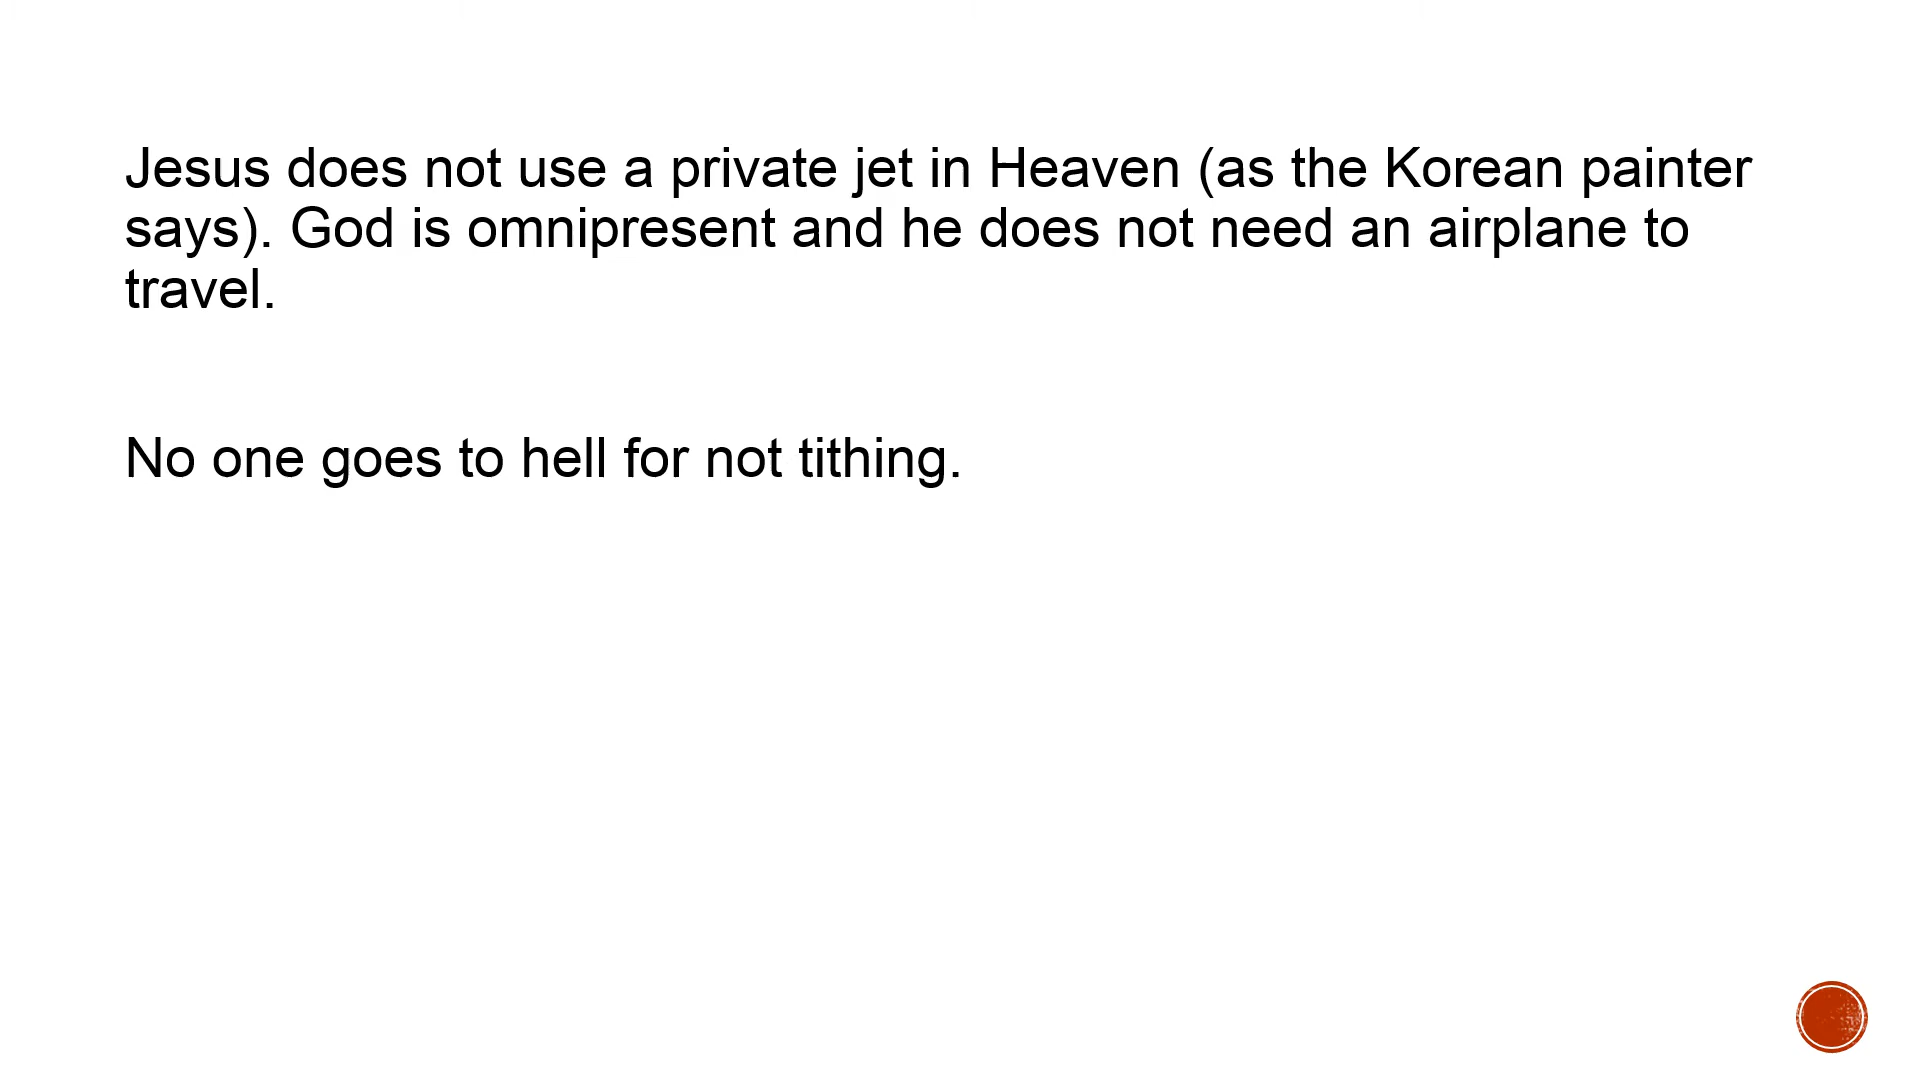 Jesus does not use a private jet in Heaven (as the Korean painter
says). God is omnipresent and he does not need an airplane to
travel.
No one goes to hell for not tithing.